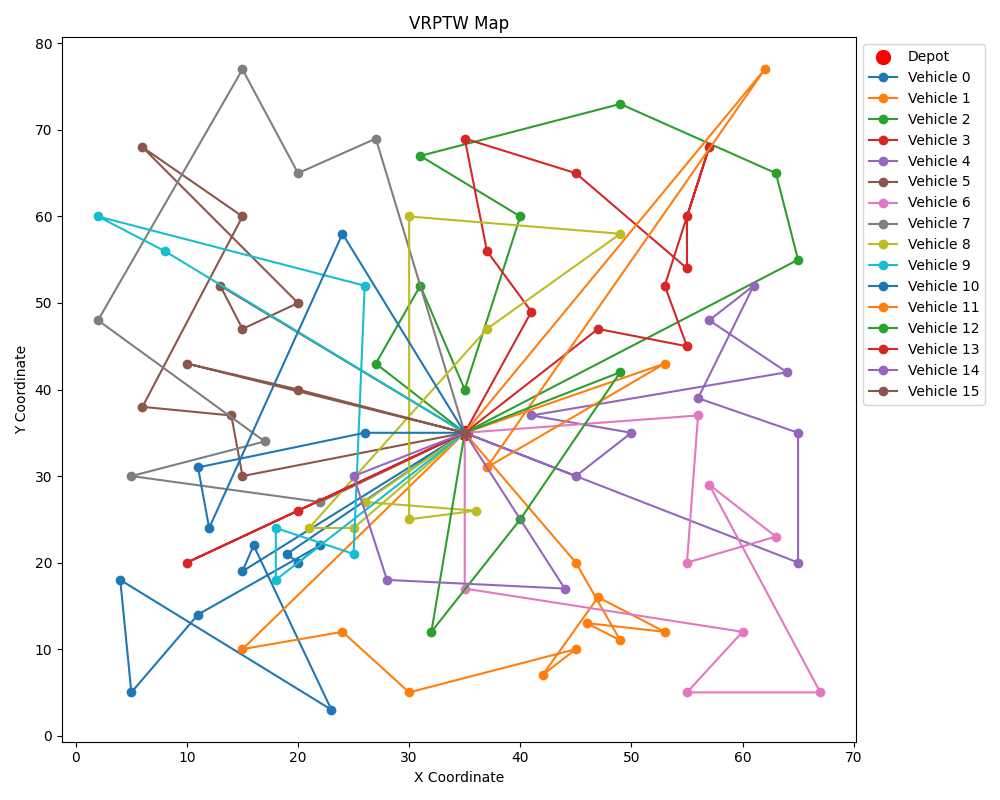 VRPTW Map
80
70
60
50
40
30
20
10
0
Y Coordinate
0 10 20 30 40 50 60 70
X Coordinate
Depot
Vehicle 0
Vehicle 1
Vehicle 2
Vehicle 3
Vehicle 4
Vehicle 5
Vehicle 6
Vehicle 7
Vehicle 8
Vehicle 9
Vehicle 10
Vehicle 11
Vehicle 12
Vehicle 13
Vehicle 14
Vehicle 15